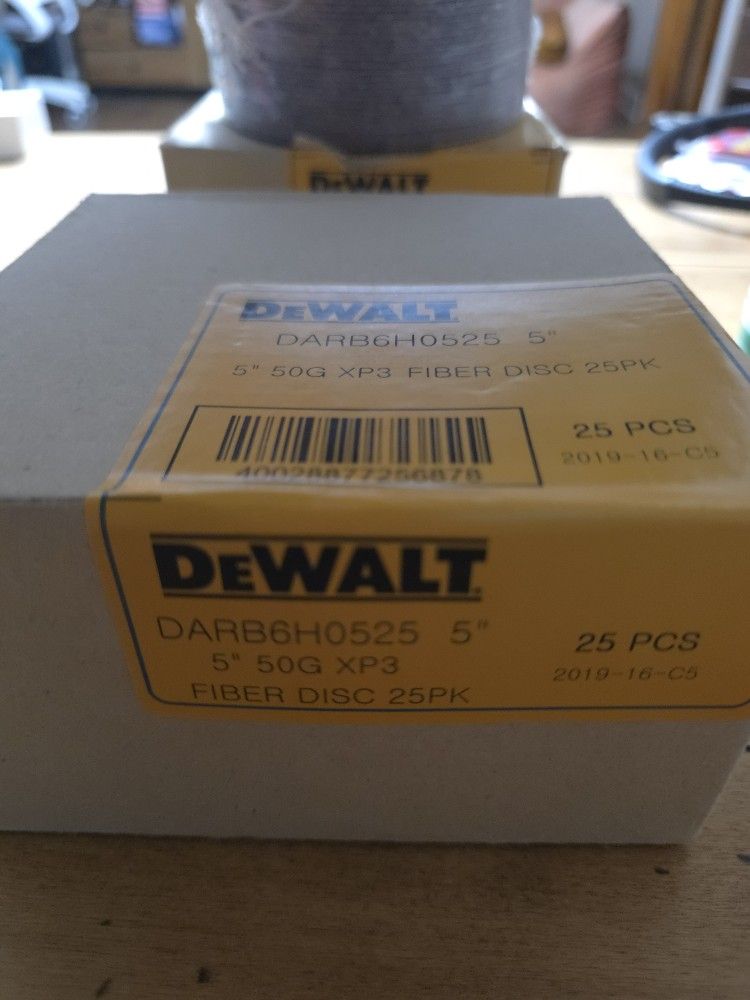 DEWALT
DEWALT
DARB6H0525 5"
5" 50G XP3 FIBER DISC 25PK
25 PCS
2019-16-C5
DEWALT
DARB6H0525 5"
5" 50G XP3
FIBER DISC 25PK
25 PCS
2019-16-C5